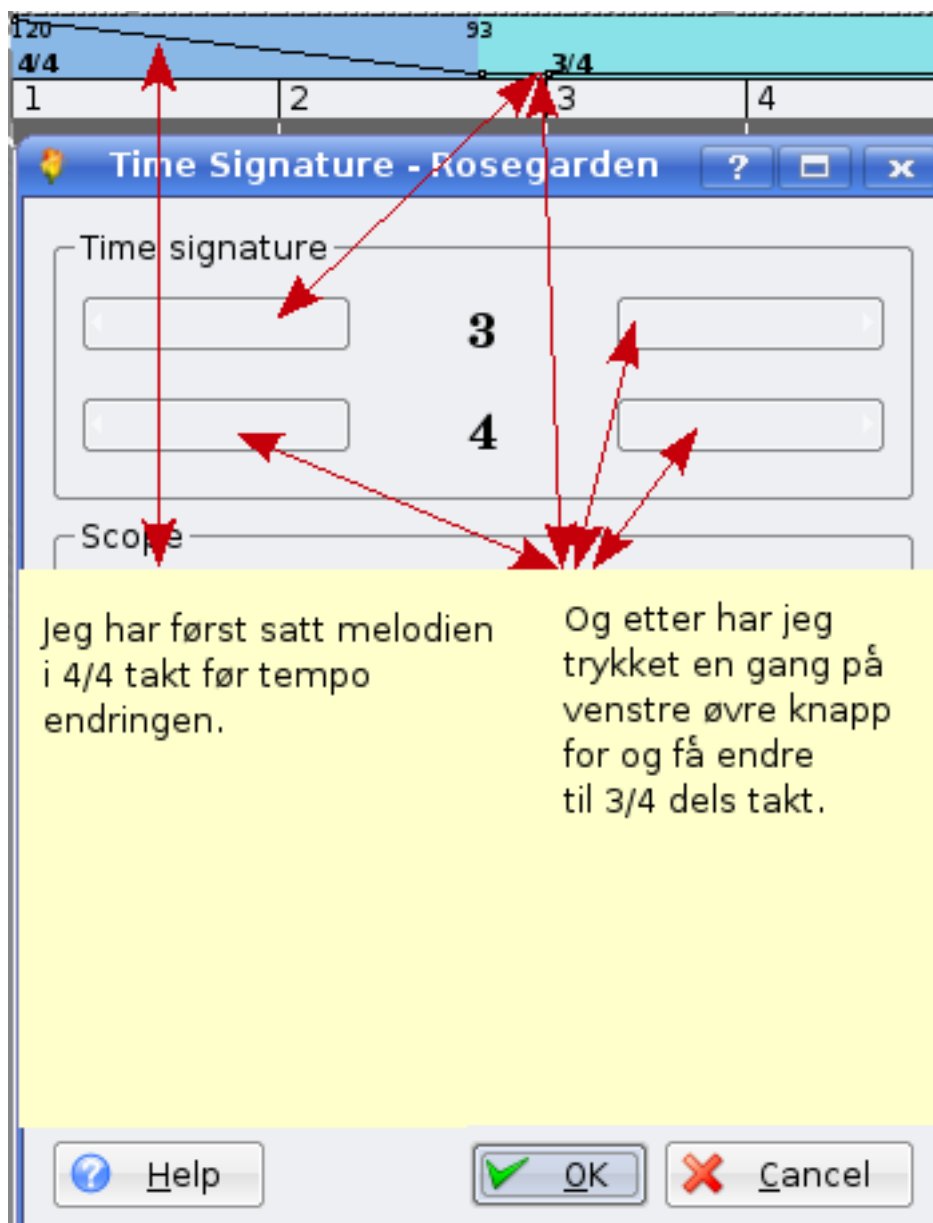 120 93
4/4 3/4
1 2 3 4
Time Signature - Rosegarden ?
Time signature
3
4
Scope
Jeg har først satt melodien
i 4/4 takt før tempo
endringen.
Og etter har jeg
trykket en gang på
venstre øvre knapp
for og få endre
til 3/4 dels takt.
Help OK Cancel